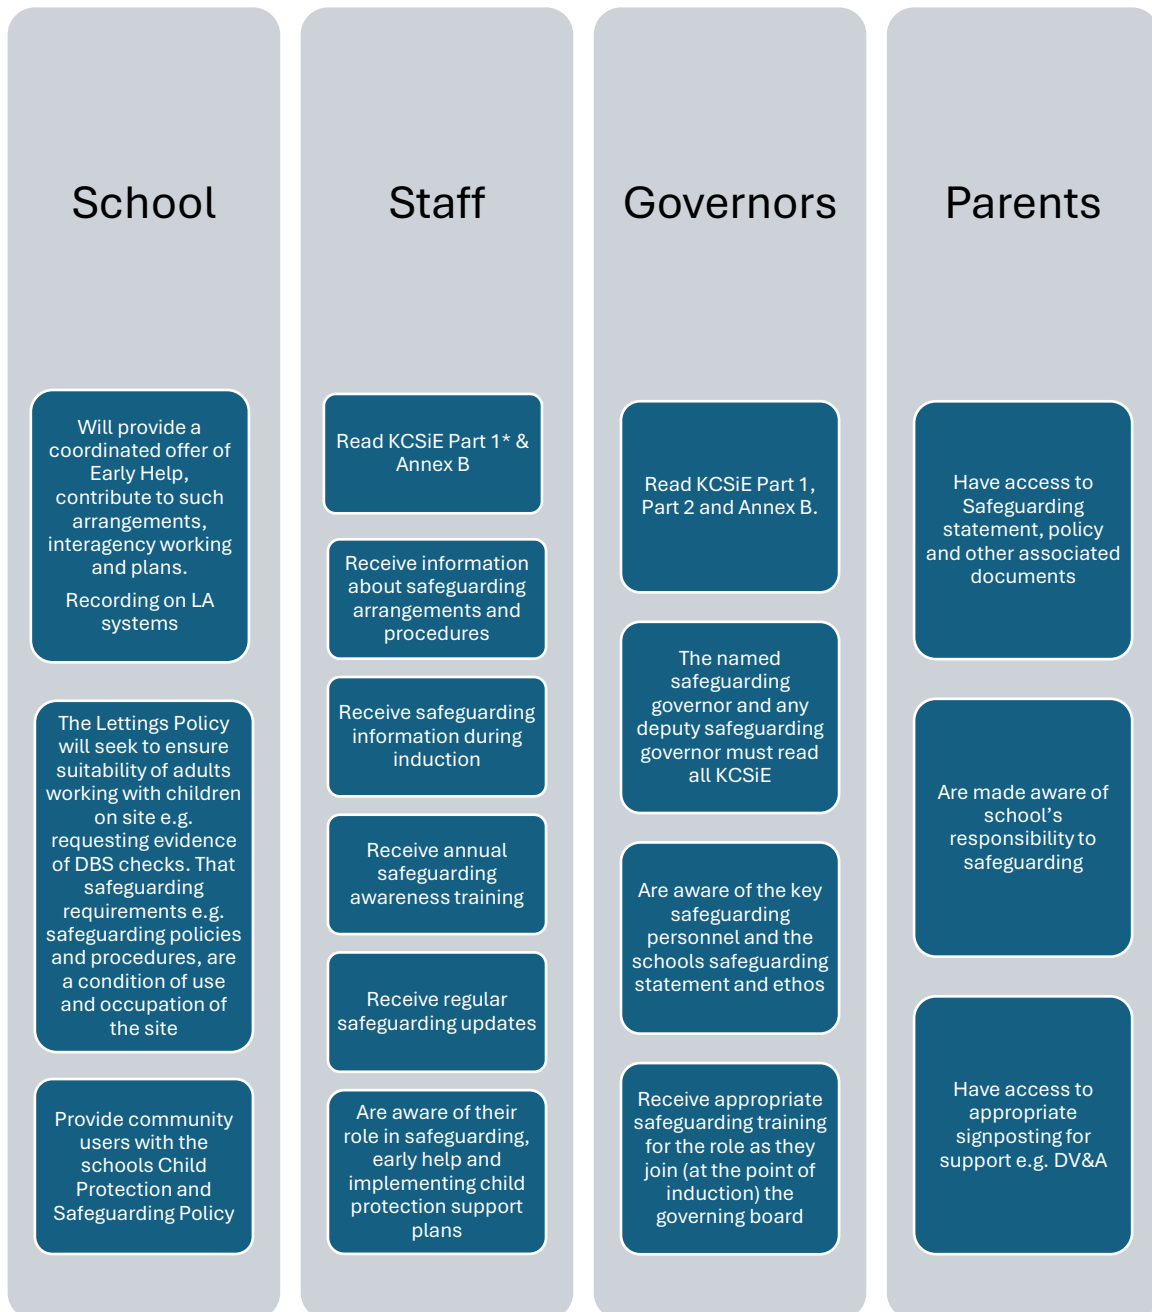 School
Will provide a
coordinated offer of
Early Help,
contribute to such
arrangements,
interagency working
and plans.
Recording on LA
systems
The Lettings Policy
will seek to ensure
suitability of adults
working with children
on site e.g.
requesting evidence
of DBS checks. That
safeguarding
requirements e.g.
safeguarding policies
and procedures, are
a condition of use
and occupation of
the site
Provide community
users with the
schools Child
Protection and
Safeguarding Policy
Staff
Read KCSiE Part 1* &
Annex B
Receive information
about safeguarding
arrangements and
procedures
Receive safeguarding
information during
induction
Receive annual
safeguarding
awareness training
Receive regular
safeguarding updates
Are aware of their
role in safeguarding,
early help and
implementing child
protection support
plans
Governors
Read KCSiE Part 1,
Part 2 and Annex B.
The named
safeguarding
governor and any
deputy safeguarding
governor must read
all KCSiE
Are aware of the key
safeguarding
personnel and the
schools safeguarding
statement and ethos
Receive appropriate
safeguarding training
for the role as they
join (at the point of
induction) the
governing board
Parents
Have access to
Safeguarding
statement, policy
and other associated
documents
Are made aware of
school’s
responsibility to
safeguarding
Have access to
appropriate
signposting for
support e.g. DV&A